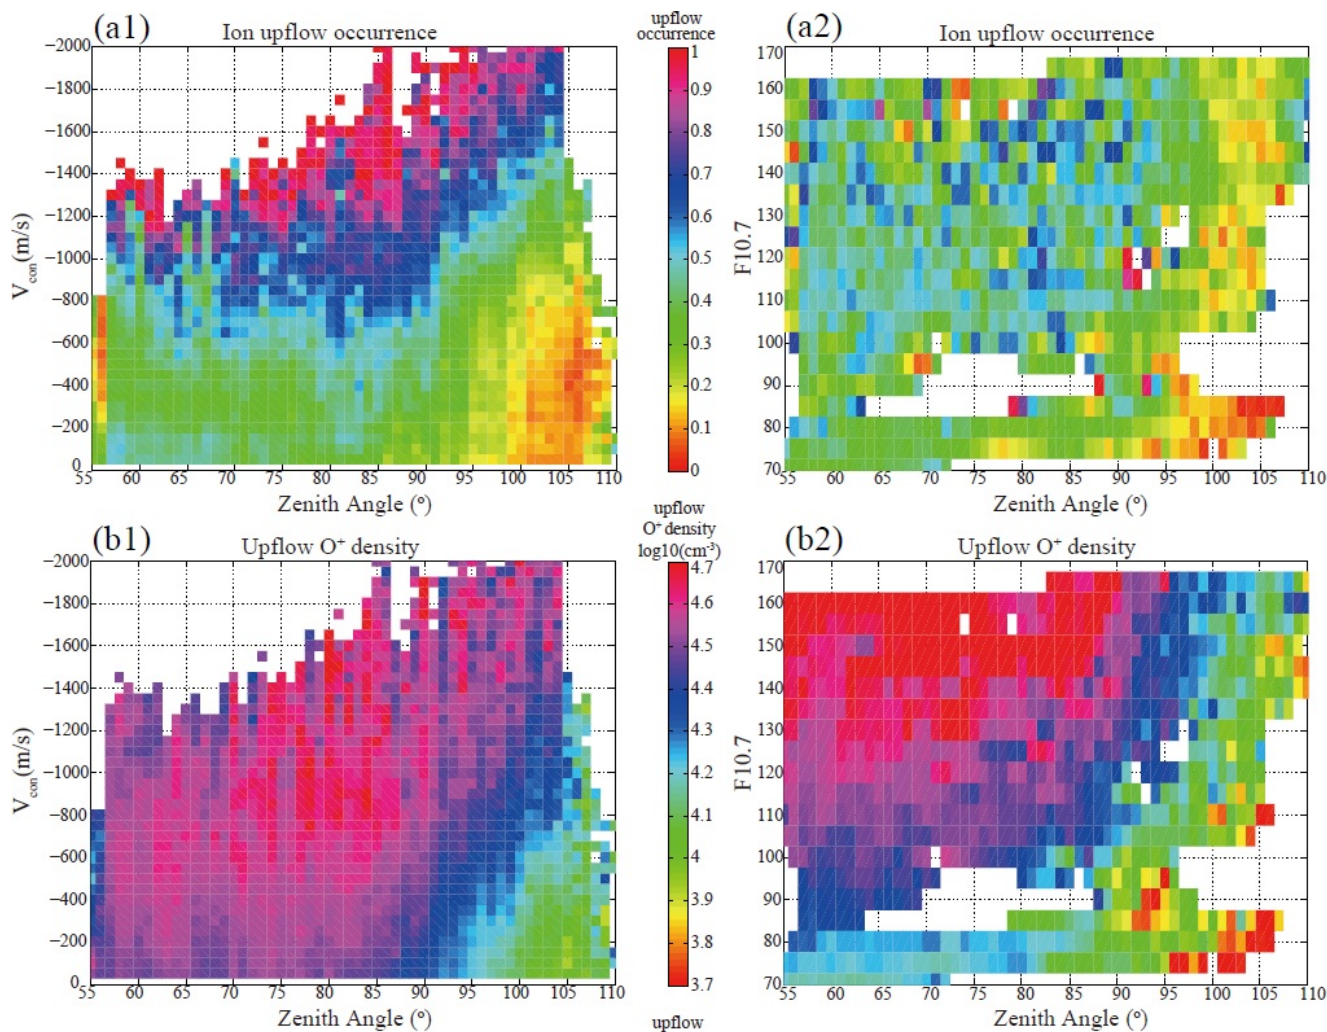 (a1)
Ion upflow occurrence
upflow
occurrence
(a2)
Ion upflow occurrence
−2000
−1800
−1600
−1400
−1200
−1000
−800
−600
−400
−200
0
V_con (m/s)
55 60 65 70 75 80 85 90 95 100 105 110
Zenith Angle (º)
1
0.9
0.8
0.7
0.6
0.5
0.4
0.3
0.2
0.1
0
170
160
150
140
130
120
110
100
90
80
70
F10.7
55 60 65 70 75 80 85 90 95 100 105 110
Zenith Angle (º)
(b1)
Upflow O⁺ density
upflow
O⁺ density
log10(cm⁻³)
(b2)
Upflow O⁺ density
−2000
−1800
−1600
−1400
−1200
−1000
−800
−600
−400
−200
0
V_con (m/s)
55 60 65 70 75 80 85 90 95 100 105 110
Zenith Angle (º)
4.7
4.6
4.5
4.4
4.3
4.2
4.1
4
3.9
3.8
3.7
upflow
170
160
150
140
130
120
110
100
90
80
70
F10.7
55 60 65 70 75 80 85 90 95 100 105 110
Zenith Angle (º)